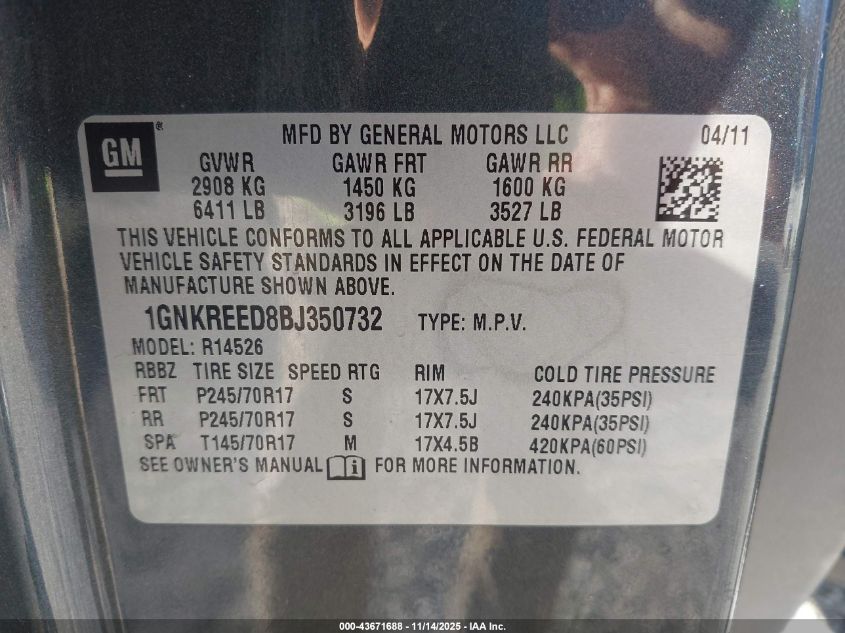 GM®
MFD BY GENERAL MOTORS LLC 04/11
GVWR GAWR FRT GAWR RR
2908 KG 1450 KG 1600 KG
6411 LB 3196 LB 3527 LB
THIS VEHICLE CONFORMS TO ALL APPLICABLE U.S. FEDERAL MOTOR
VEHICLE SAFETY STANDARDS IN EFFECT ON THE DATE OF
MANUFACTURE SHOWN ABOVE.
1GNKREED8BJ350732 TYPE: M.P.V.
MODEL: R14526
RBBZ TIRE SIZE SPEED RTG RIM COLD TIRE PRESSURE
FRT P245/70R17 S 17X7.5J 240KPA(35PSI)
RR P245/70R17 S 17X7.5J 240KPA(35PSI)
SPA T145/70R17 M 17X4.5B 420KPA(60PSI)
SEE OWNER'S MANUAL i FOR MORE INFORMATION.
000-43671688 - 11/14/2025 - IAA Inc.